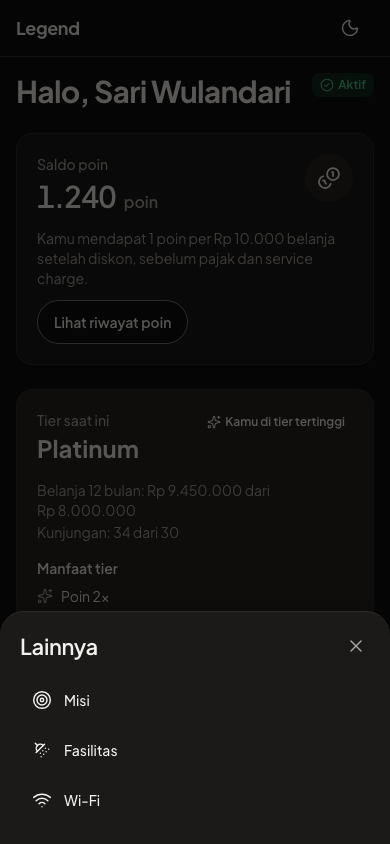 Legend
Halo, Sari Wulandari
Aktif
Saldo poin
1.240 poin
Kamu mendapat 1 poin per Rp 10.000 belanja
setelah diskon, sebelum pajak dan service
charge.
Lihat riwayat poin
Tier saat ini
Kamu di tier tertinggi
Platinum
Belanja 12 bulan: Rp 9.450.000 dari
Rp 8.000.000
Kunjungan: 34 dari 30
Manfaat tier
Poin 2×
Lainnya
Misi
Fasilitas
Wi-Fi